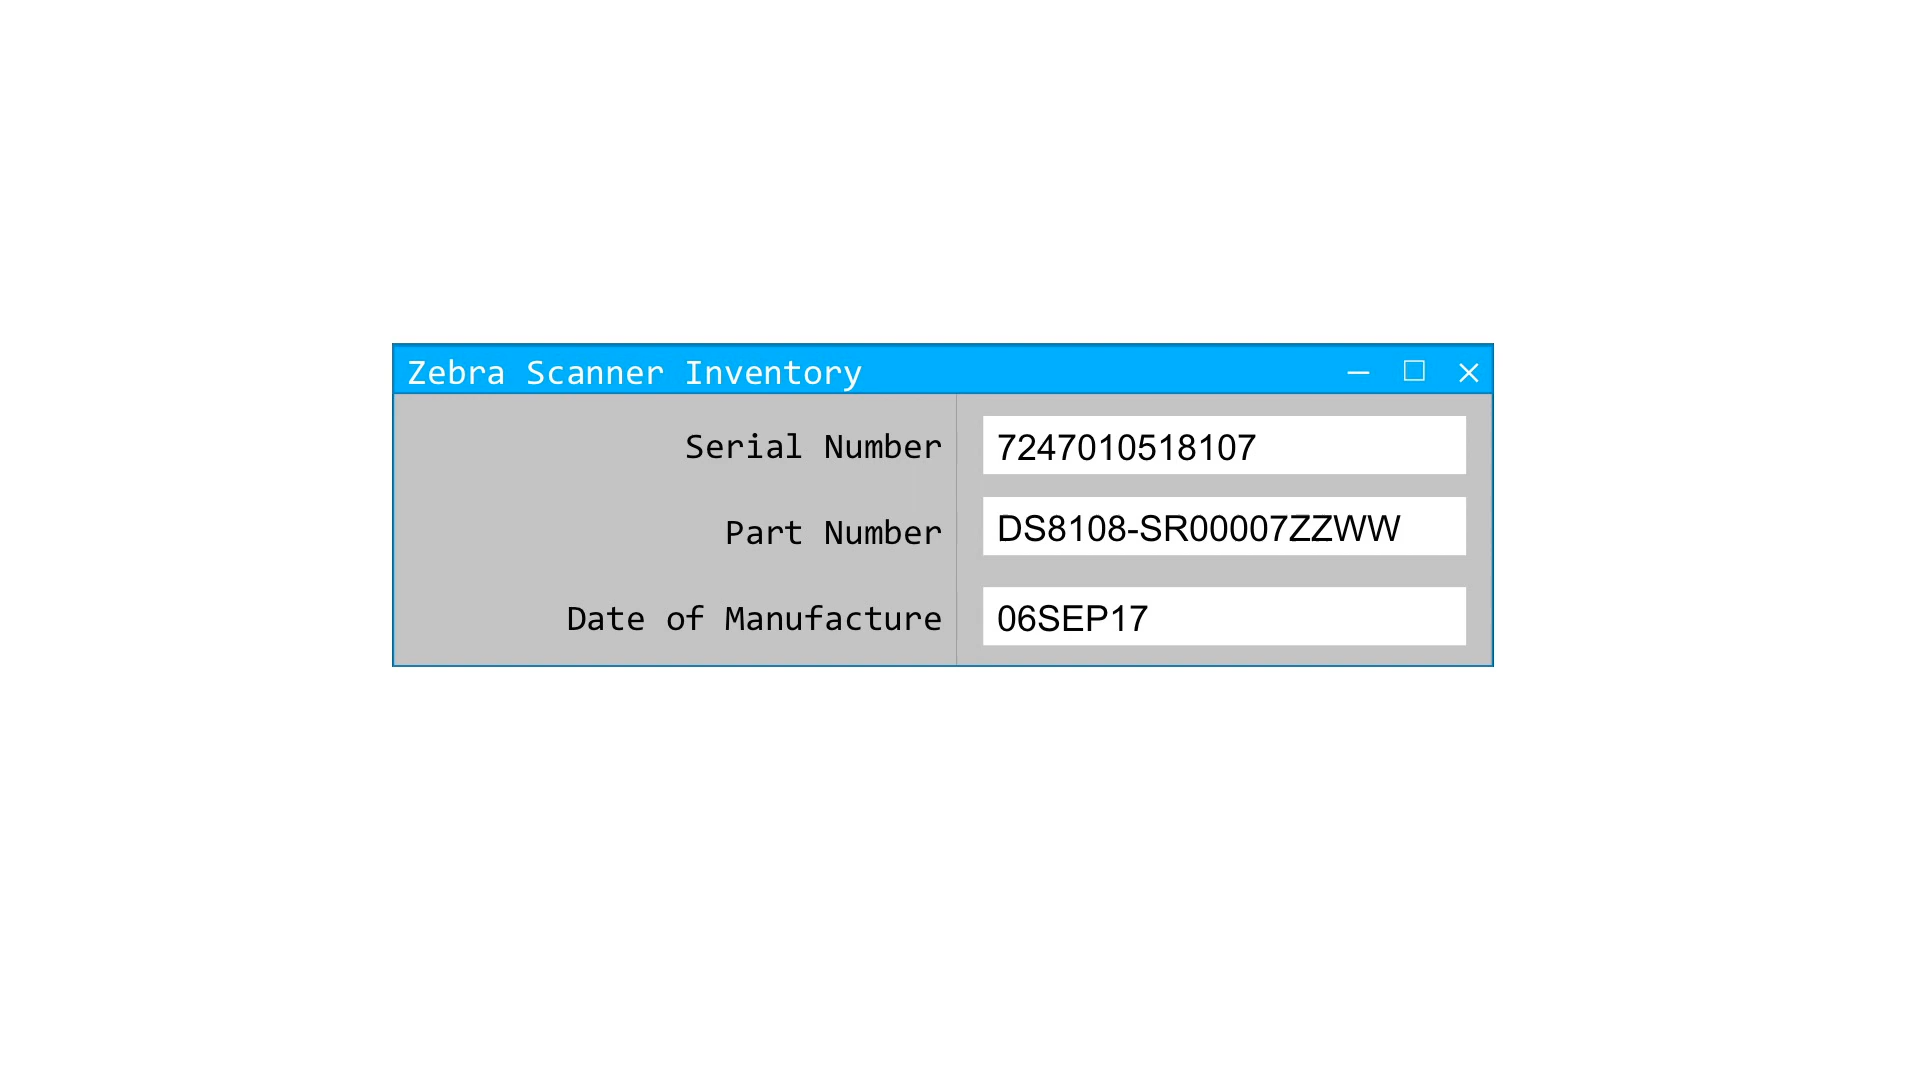 Zebra Scanner Inventory
Serial Number 7247010518107
Part Number DS8108-SR00007ZZWW
Date of Manufacture 06SEP17